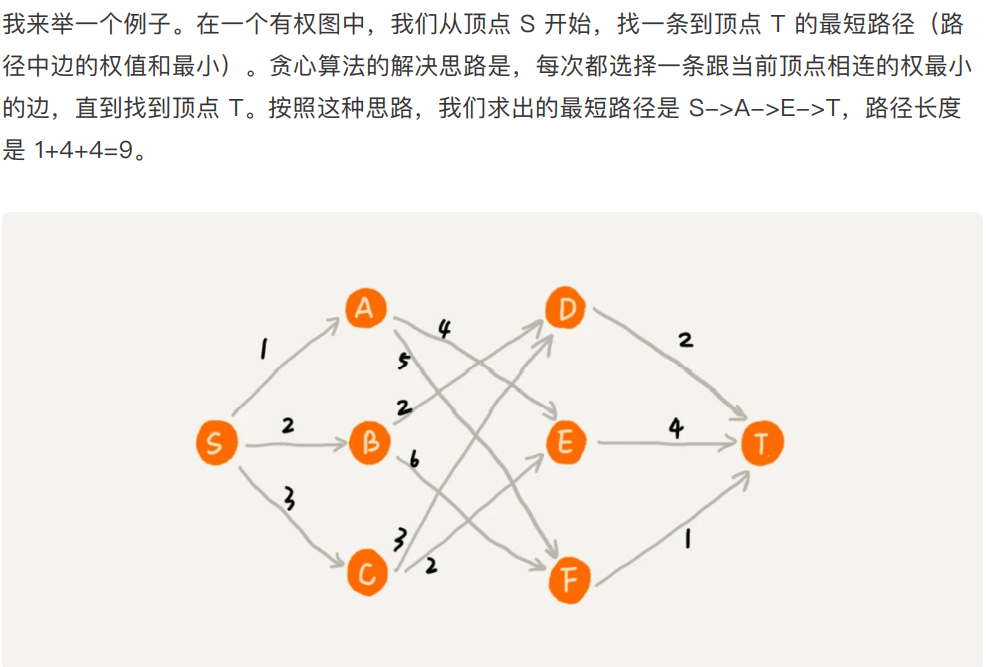 我来举一个例子。在一个有权图中，我们从顶点 S 开始，找一条到顶点 T 的最短路径（路
径中边的权值和最小）。贪心算法的解决思路是，每次都选择一条跟当前顶点相连的权最小
的边，直到找到顶点 T。按照这种思路，我们求出的最短路径是 S–>A–>E–>T，路径长度
是 1+4+4=9。
A
D
4
1
2
5
2
2
S
B
E
4
T
6
3
3
2
1
C
F